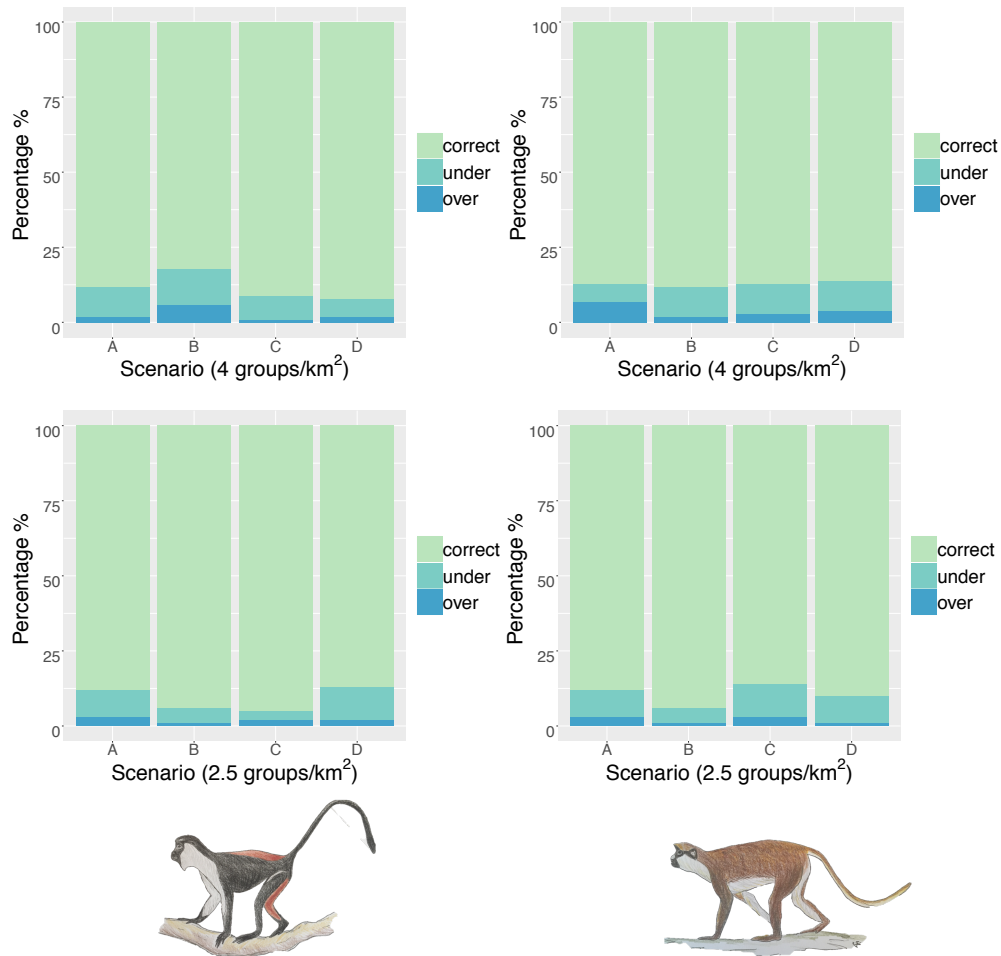 100
75
50
25
0
Percentage %
A B C D
Scenario (4 groups/km²)
correct
under
over
100
75
50
25
0
Percentage %
A B C D
Scenario (4 groups/km²)
correct
under
over
100
75
50
25
0
Percentage %
A B C D
Scenario (2.5 groups/km²)
correct
under
over
100
75
50
25
0
Percentage %
A B C D
Scenario (2.5 groups/km²)
correct
under
over